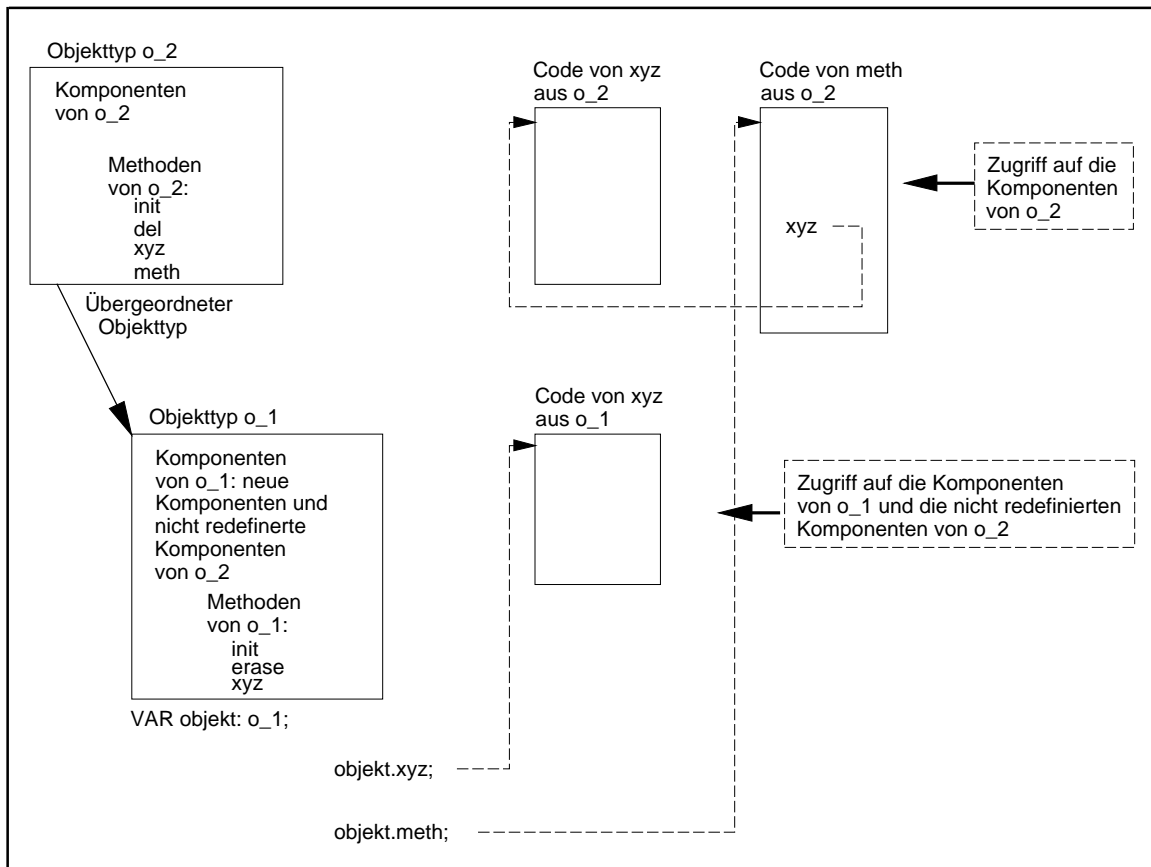 Objekttyp o_2
Komponenten
von o_2
Methoden
von o_2:
init
del
xyz
meth
Übergeordneter
Objekttyp
Code von xyz
aus o_2
Code von meth
aus o_2
xyz
Zugriff auf die
Komponenten
von o_2
Objekttyp o_1
Komponenten
von o_1: neue
Komponenten und
nicht redefinerte
Komponenten
von o_2
Methoden
von o_1:
init
erase
xyz
VAR objekt: o_1;
Code von xyz
aus o_1
Zugriff auf die Komponenten
von o_1 und die nicht redefinierten
Komponenten von o_2
objekt.xyz;
objekt.meth;